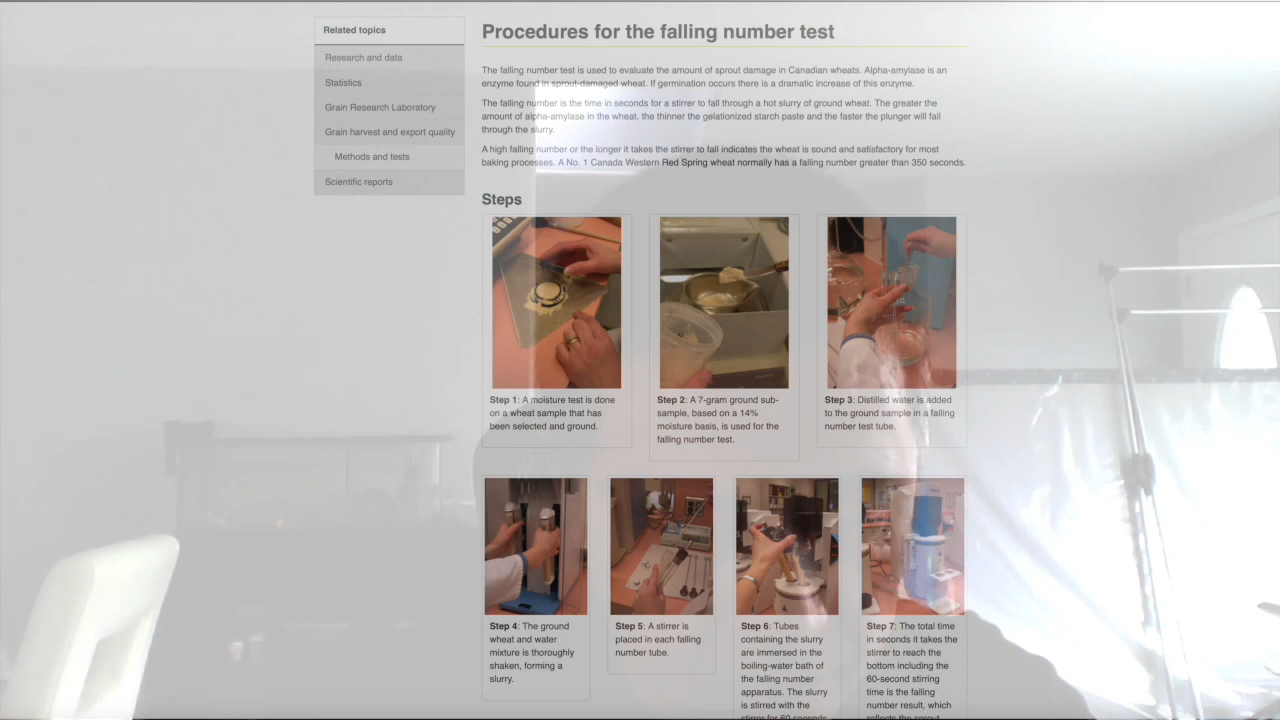 Related topics
Research and data
Statistics
Grain Research Laboratory
Grain harvest and export quality
Methods and tests
Scientific reports
Procedures for the falling number test
The falling number test is used to evaluate the amount of sprout damage in Canadian wheats. Alpha-amylase is an
enzyme found in sprout-damaged wheat. If germination occurs there is a dramatic increase of this enzyme.
The falling number is the time in seconds for a stirrer to fall through a hot slurry of ground wheat. The greater the
amount of alpha-amylase in the wheat, the thinner the gelationized starch paste and the faster the plunger will fall
through the slurry.
A high falling number or the longer it takes the stirrer to fall indicates the wheat is sound and satisfactory for most
baking processes. A No. 1 Canada Western Red Spring wheat normally has a falling number greater than 350 seconds.
Steps
Step 1: A moisture test is done
on a wheat sample that has
been selected and ground.
Step 2: A 7-gram ground sub-
sample, based on a 14%
moisture basis, is used for the
falling number test.
Step 3: Distilled water is added
to the ground sample in a falling
number test tube.
Step 4: The ground
wheat and water
mixture is thoroughly
shaken, forming a
slurry.
Step 5: A stirrer is
placed in each falling
number tube.
Step 6: Tubes
containing the slurry
are immersed in the
boiling-water bath of
the falling number
apparatus. The slurry
is stirred with the
stirrer for 60 seconds
Step 7: The total time
in seconds it takes the
stirrer to reach the
bottom including the
60-second stirring
time is the falling
number result, which
reflects the sprout